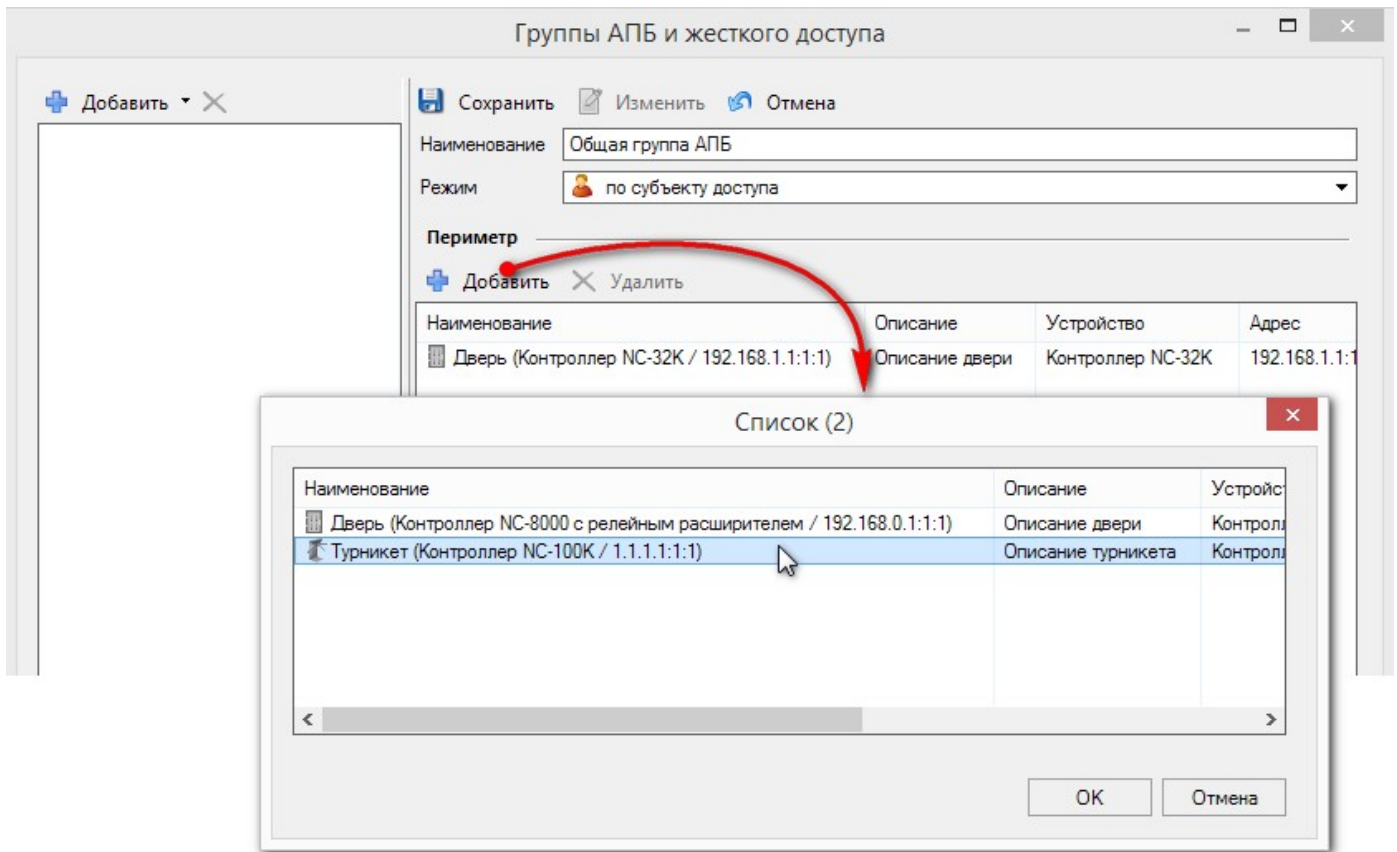 Группы АПБ и жесткого доступа
Добавить
Сохранить Изменить Отмена
Наименование Общая группа АПБ
Режим по субъекту доступа
Периметр
Добавить Удалить
Наименование Описание Устройство Адрес
Дверь (Контроллер NC-32K / 192.168.1.1:1:1) Описание двери Контроллер NC-32K 192.168.1.1:1
Список (2)
Наименование Описание Устройс
Дверь (Контроллер NC-8000 с релейным расширителем / 192.168.0.1:1:1) Описание двери Контрол
Турникет (Контроллер NC-100K / 1.1.1.1:1:1) Описание турникета Контрол
OK Отмена